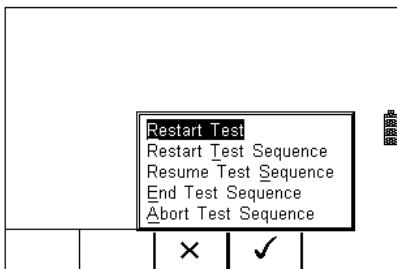 Restart Test
Restart Test Sequence
Resume Test Sequence
End Test Sequence
Abort Test Sequence